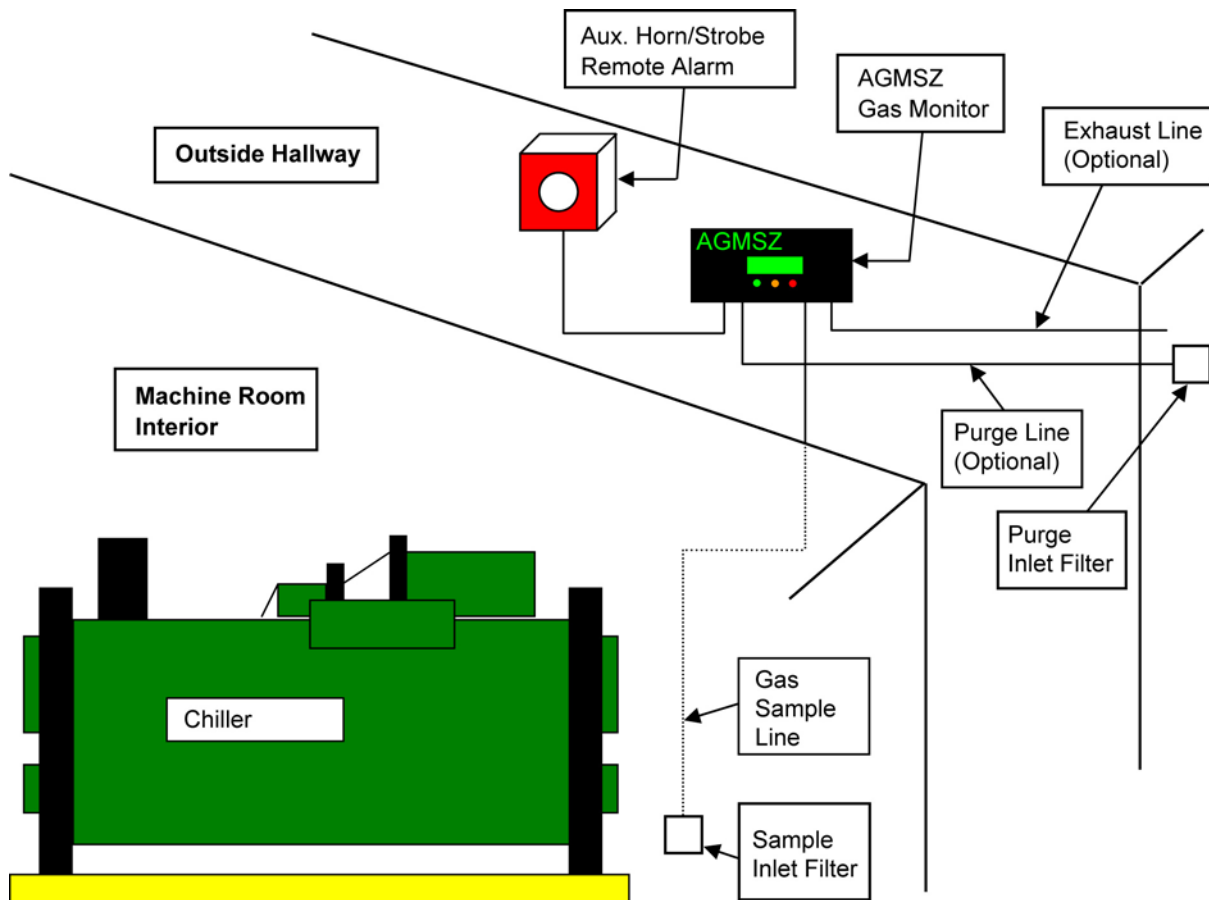 Aux. Horn/Strobe
Remote Alarm
AGMSZ
Gas Monitor
Exhaust Line
(Optional)
Outside Hallway
AGMSZ
Machine Room
Interior
Purge Line
(Optional)
Purge
Inlet Filter
Gas
Sample
Line
Chiller
Sample
Inlet Filter